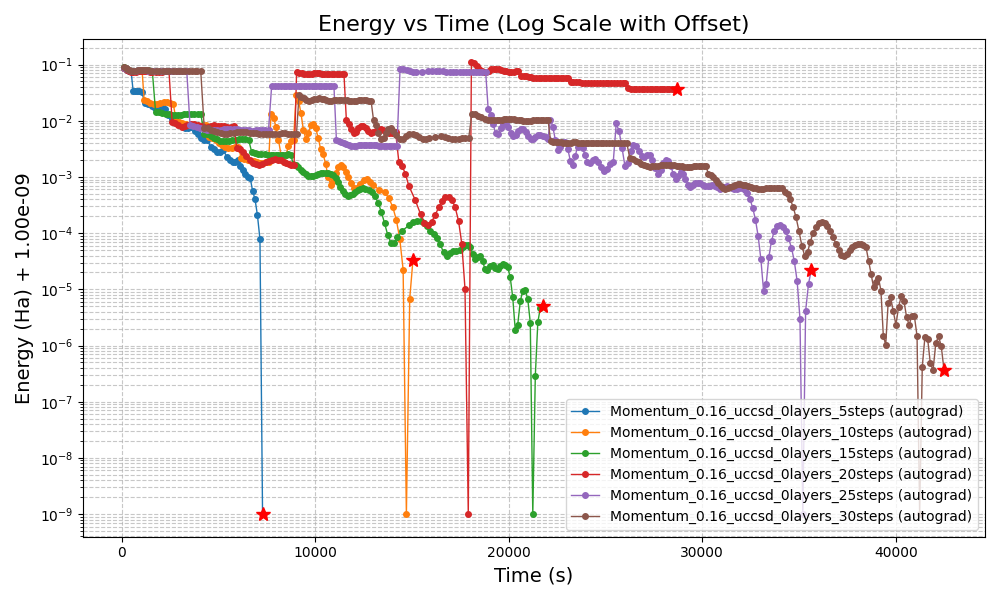 Energy vs Time (Log Scale with Offset)
Energy (Ha) + 1.00e-09
10⁻¹
10⁻²
10⁻³
10⁻⁴
10⁻⁵
10⁻⁶
10⁻⁷
10⁻⁸
10⁻⁹
Momentum_0.16_uccsd_0layers_5steps (autograd)
Momentum_0.16_uccsd_0layers_10steps (autograd)
Momentum_0.16_uccsd_0layers_15steps (autograd)
Momentum_0.16_uccsd_0layers_20steps (autograd)
Momentum_0.16_uccsd_0layers_25steps (autograd)
Momentum_0.16_uccsd_0layers_30steps (autograd)
0 10000 20000 30000 40000
Time (s)